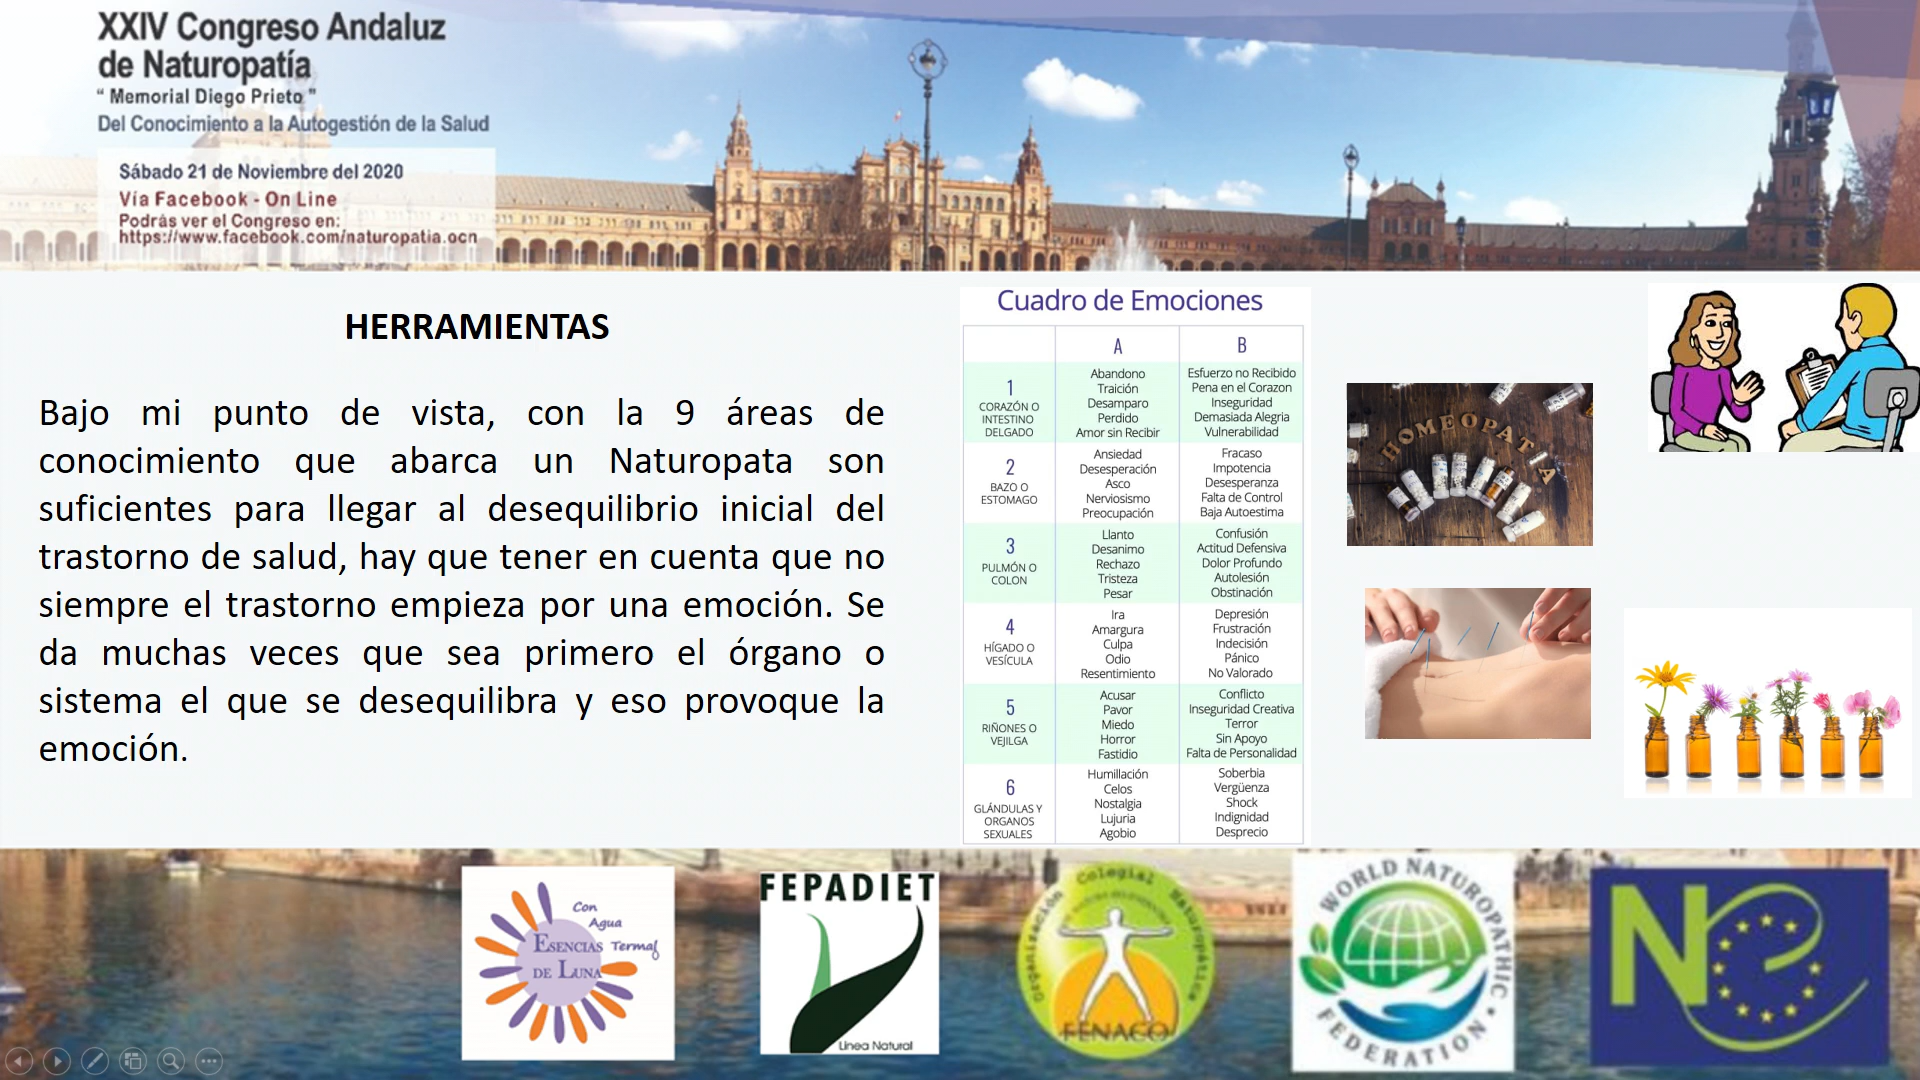 XXIV Congreso Andaluz
de Naturopatía
“ Memorial Diego Prieto ”
Del Conocimiento a la Autogestión de la Salud
Sábado 21 de Noviembre del 2020
Vía Facebook - On Line
Podrás ver el Congreso en:
https://www.facebook.com/naturopatia.ocn
HERRAMIENTAS
Bajo mi punto de vista, con la 9 áreas de
conocimiento que abarca un Naturopata son
suficientes para llegar al desequilibrio inicial del
trastorno de salud, hay que tener en cuenta que no
siempre el trastorno empieza por una emoción. Se
da muchas veces que sea primero el órgano o
sistema el que se desequilibra y eso provoque la
emoción.
Cuadro de Emociones
A
B
1
CORAZÓN O
INTESTINO
DELGADO
Abandono
Traición
Desamparo
Perdido
Amor sin Recibir
Esfuerzo no Recibido
Pena en el Corazon
Inseguridad
Demasiada Alegria
Vulnerabilidad
2
BAZO O
ESTOMAGO
Ansiedad
Desesperación
Asco
Nerviosismo
Preocupación
Fracaso
Impotencia
Desesperanza
Falta de Control
Baja Autoestima
3
PULMÓN O
COLON
Llanto
Desanimo
Rechazo
Tristeza
Pesar
Confusión
Actitud Defensiva
Dolor Profundo
Autolesión
Obstinación
4
HÍGADO O
VESÍCULA
Ira
Amargura
Culpa
Odio
Resentimiento
Depresión
Frustración
Indecisión
Pánico
No Valorado
5
RIÑONES O
VEJILGA
Acusar
Pavor
Miedo
Horror
Fastidio
Conflicto
Inseguridad Creativa
Terror
Sin Apoyo
Falta de Personalidad
6
GLÁNDULAS Y
ORGANOS
SEXUALES
Humillación
Celos
Nostalgia
Lujuria
Agobio
Soberbia
Vergüenza
Shock
Indignidad
Desprecio
HOMEOPATIA
Con
Agua
Termal
ESENCIAS
DE LUNA
FEPADIET
Linea Natural
Organización Colegial Naturopática
FENACO
WORLD NATUROPATHIC
FEDERATION
Ne